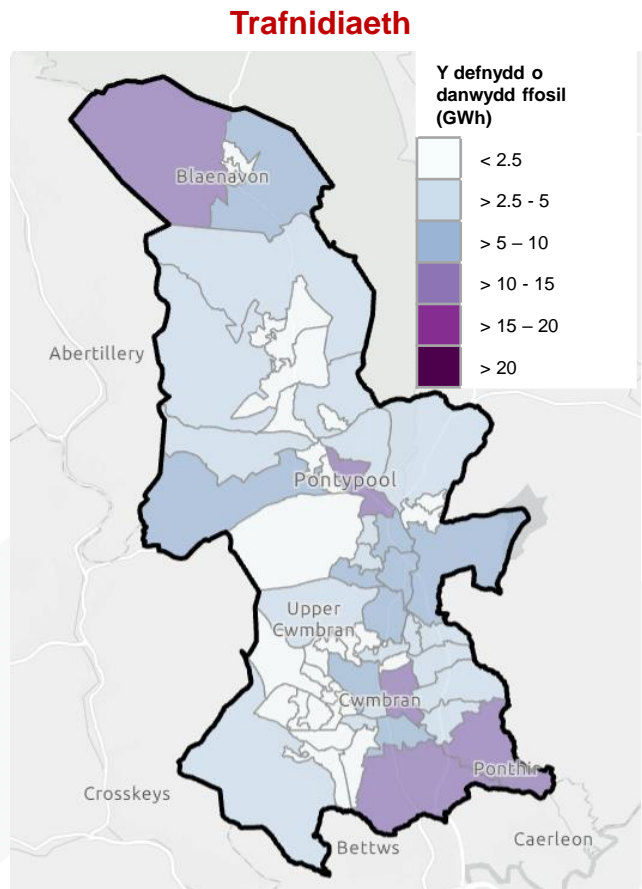 Trafnidiaeth
Y defnydd o
danwydd ffosil
(GWh)
< 2.5
> 2.5 - 5
> 5 – 10
> 10 - 15
> 15 – 20
> 20
Blaenavon
Abertillery
Pontypool
Upper
Cwmbran
Cwmbran
Ponthir
Crosskeys
Bettws
Caerleon